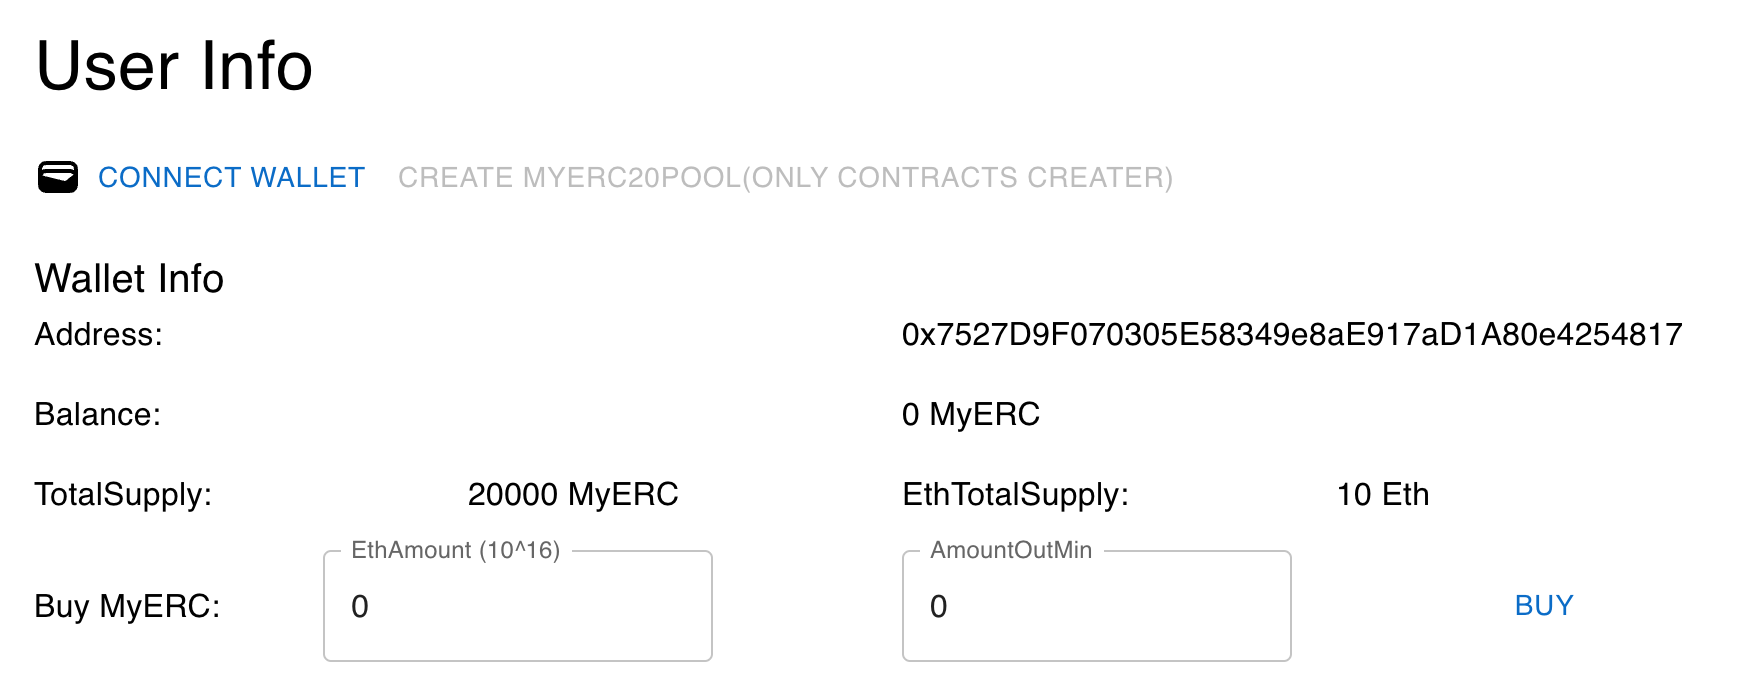 User Info
CONNECT WALLET CREATE MYERC20POOL(ONLY CONTRACTS CREATER)
Wallet Info
Address: 0x7527D9F070305E58349e8aE917aD1A80e4254817
Balance: 0 MyERC
TotalSupply: 20000 MyERC EthTotalSupply: 10 Eth
EthAmount (10^16) AmountOutMin
Buy MyERC: 0 0 BUY